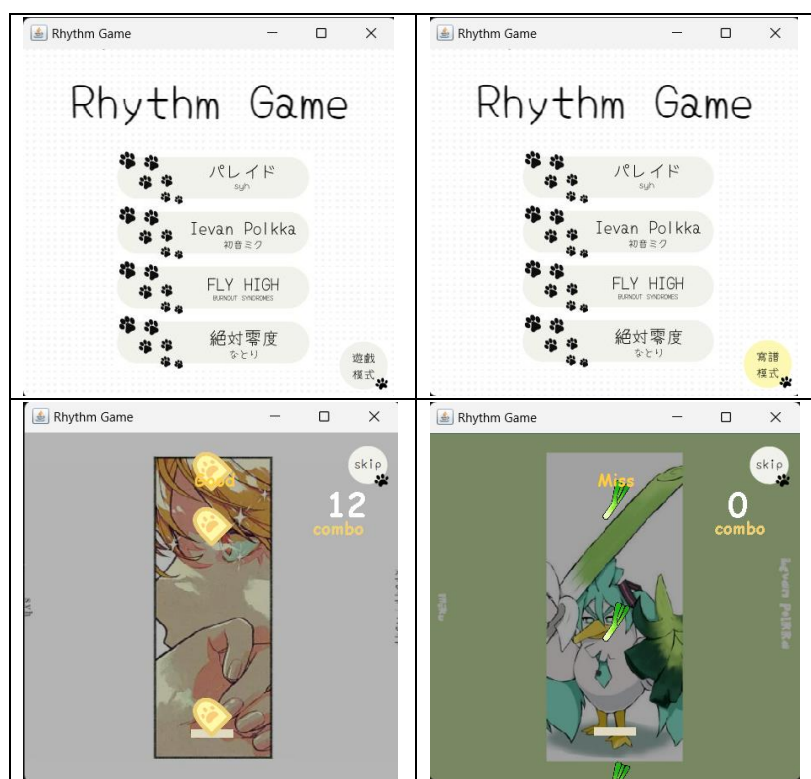 Rhythm Game
Rhythm Game
パレイド
syh
Ievan Polkka
初音ミク
FLY HIGH
BURNOUT SYNDROMES
絶対零度
なとり
遊戲
模式
Rhythm Game
Rhythm Game
パレイド
syh
Ievan Polkka
初音ミク
FLY HIGH
BURNOUT SYNDROMES
絶対零度
なとり
寫譜
模式
Rhythm Game
skip
Good
12
combo
syh
Rhythm Game
skip
Miss
0
combo
Ievan Polkka